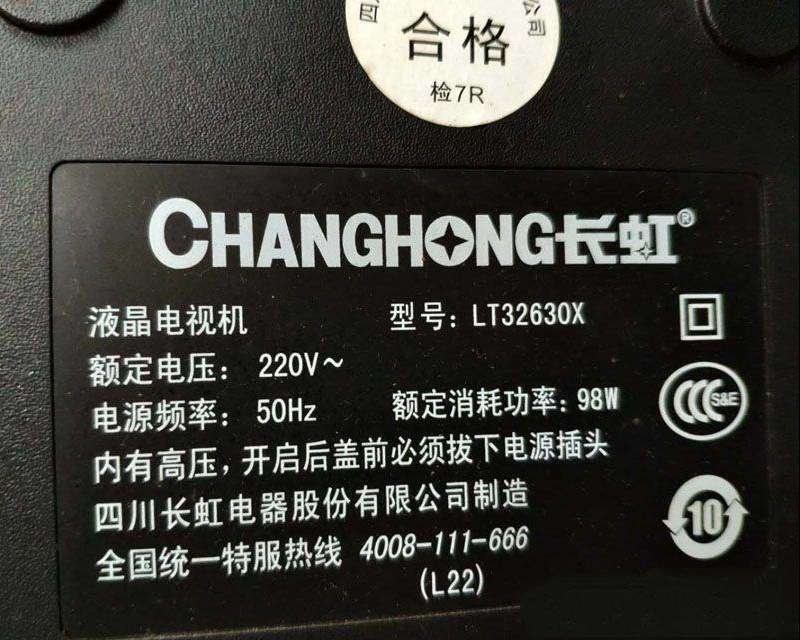 四
公司
合格
检7R
CHANGHONG长虹®
液晶电视机 型号: LT32630X
额定电压: 220V~
电源频率: 50Hz 额定消耗功率: 98W
CCC S&E
内有高压,开启后盖前必须拔下电源插头
四川长虹电器股份有限公司制造
10
全国统一特服热线 4008-111-666
(L22)